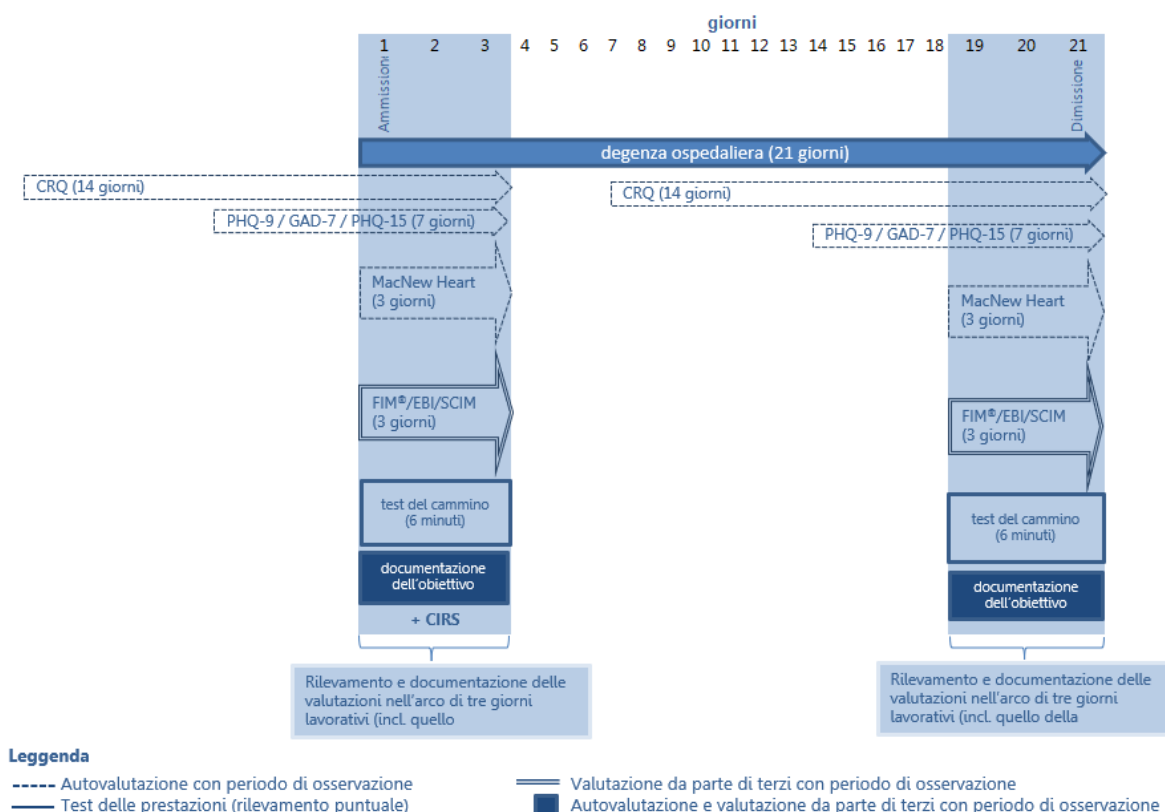 giorni
1 2 3 4 5 6 7 8 9 10 11 12 13 14 15 16 17 18 19 20 21
Ammissione
Dimissione
degenza ospedaliera (21 giorni)
CRQ (14 giorni)
CRQ (14 giorni)
PHQ-9 / GAD-7 / PHQ-15 (7 giorni)
PHQ-9 / GAD-7 / PHQ-15 (7 giorni)
MacNew Heart
(3 giorni)
MacNew Heart
(3 giorni)
FIM®/EBI/SCIM
(3 giorni)
FIM®/EBI/SCIM
(3 giorni)
test del cammino
(6 minuti)
test del cammino
(6 minuti)
documentazione
dell'obiettivo
documentazione
dell'obiettivo
+ CIRS
Rilevamento e documentazione delle
valutazioni nell'arco di tre giorni
lavorativi (incl. quello
Rilevamento e documentazione delle
valutazioni nell'arco di tre giorni
lavorativi (incl. quello della
Leggenda
Autovalutazione con periodo di osservazione
Valutazione da parte di terzi con periodo di osservazione
Test delle prestazioni (rilevamento puntuale)
Autovalutazione e valutazione da parte di terzi con periodo di osservazione